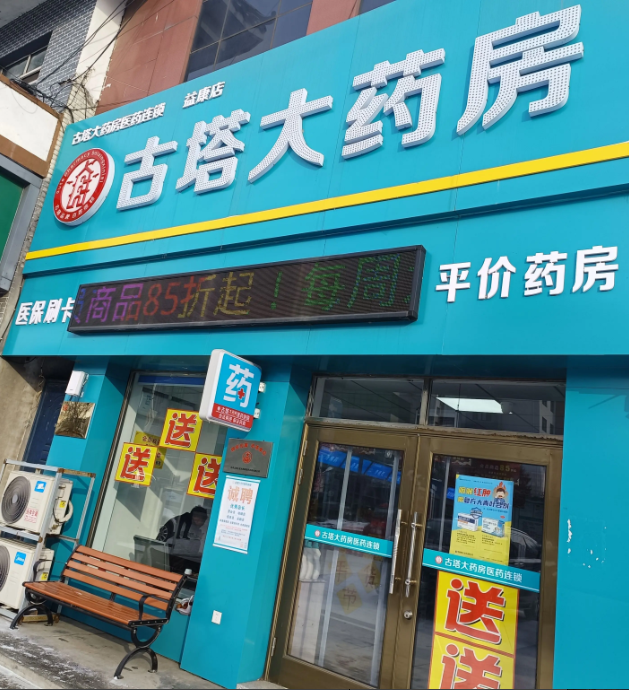 古塔大药房医药连锁 益康店
古塔大药房
医保刷卡
商品85折起！每周
平价药房
药
送
送
送
诚聘
古塔大药房医药连锁
古塔大药房医药连锁
送
送